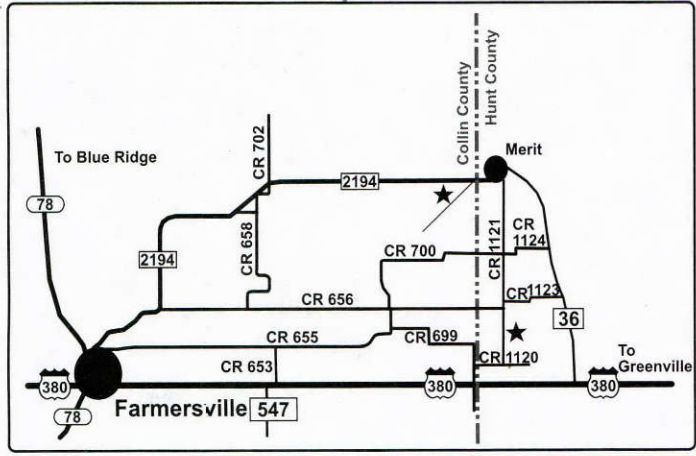 Collin County
Hunt County
CR 702
Merit
To Blue Ridge
2194
78
CR 658
CR 1121
CR
1124
CR 700
2194
CR 656
CR 1123
36
CR 655
CR 699
CR 653
CR 1120
To
Greenville
380
380
380
Farmersville
547
78